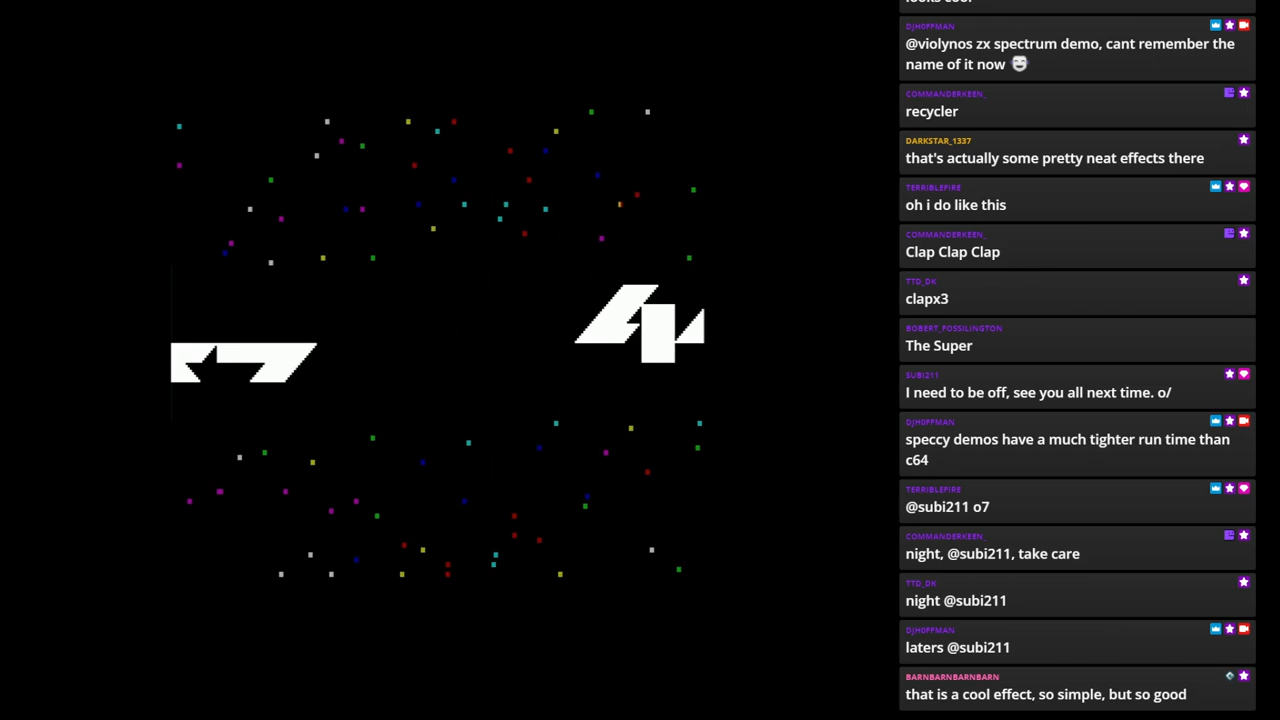 DJH0FFMAN
@violynos zx spectrum demo, cant remember the
name of it now
COMMANDERKEEN_
recycler
DARKSTAR_1337
that's actually some pretty neat effects there
TERRIBLEFIRE
oh i do like this
COMMANDERKEEN_
Clap Clap Clap
TTD_DK
clapx3
BOBERT_FOSSILINGTON
The Super
SUBI211
I need to be off, see you all next time. o/
DJH0FFMAN
speccy demos have a much tighter run time than
c64
TERRIBLEFIRE
@subi211 o7
COMMANDERKEEN_
night, @subi211, take care
TTD_DK
night @subi211
DJH0FFMAN
laters @subi211
BARNBARNBARNBARN
that is a cool effect, so simple, but so good